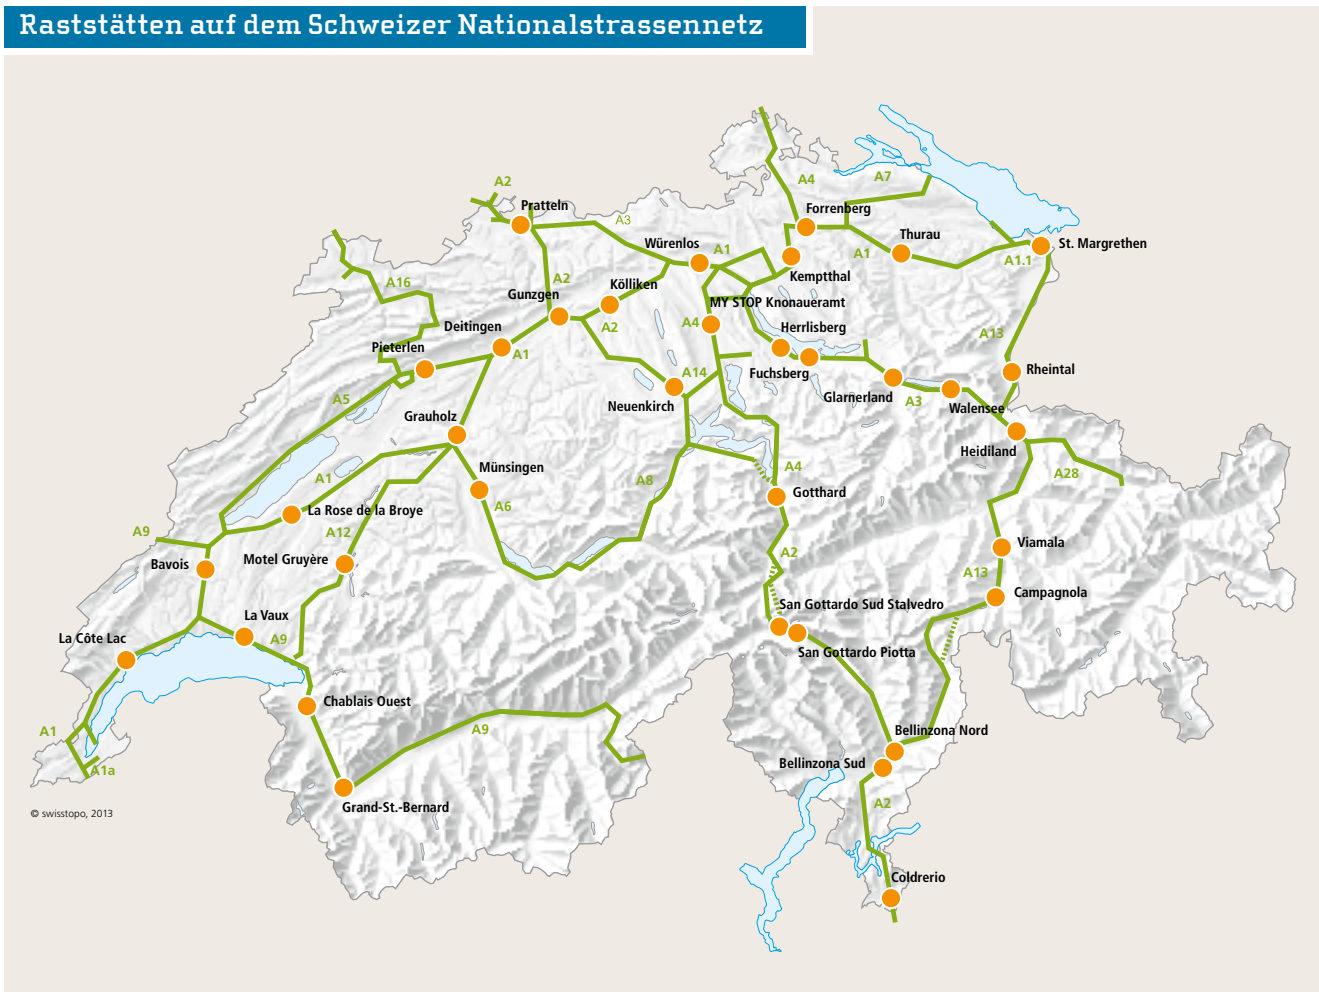 Raststätten auf dem Schweizer Nationalstrassennetz
A2
A4
A7
Pratteln
Forrenberg
A3
Thurau
Würenlos
A1
A1
St. Margrethen
A1.1
A16
A2
Kölliken
Kemptthal
Gunzgen
MY STOP Knonaueramt
Deitingen
A2
A4
Herrlisberg
A13
Pieterlen
A1
Fuchsberg
A14
Rheintal
A5
Neuenkirch
Glarnerland
A3
Walensee
Grauholz
Heidiland
Münsingen
A1
A8
A4
A28
Gotthard
La Rose de la Broye
A6
A9
A12
Bavois
Motel Gruyère
A2
Viamala
A13
Campagnola
La Vaux
San Gottardo Sud Stalvedro
La Côte Lac
A9
San Gottardo Piotta
Chablais Ouest
A1
A9
Bellinzona Nord
A1a
Bellinzona Sud
Grand-St.-Bernard
A2
© swisstopo, 2013
Coldrerio